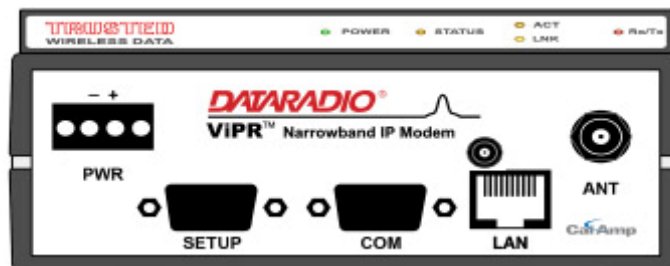 TRUSTED
WIRELESS DATA
POWER
STATUS
ACT
LNK
Rx/Tx
− +
PWR
DATARADIO®
ViPR™ Narrowband IP Modem
SETUP
COM
LAN
ANT
CalAmp